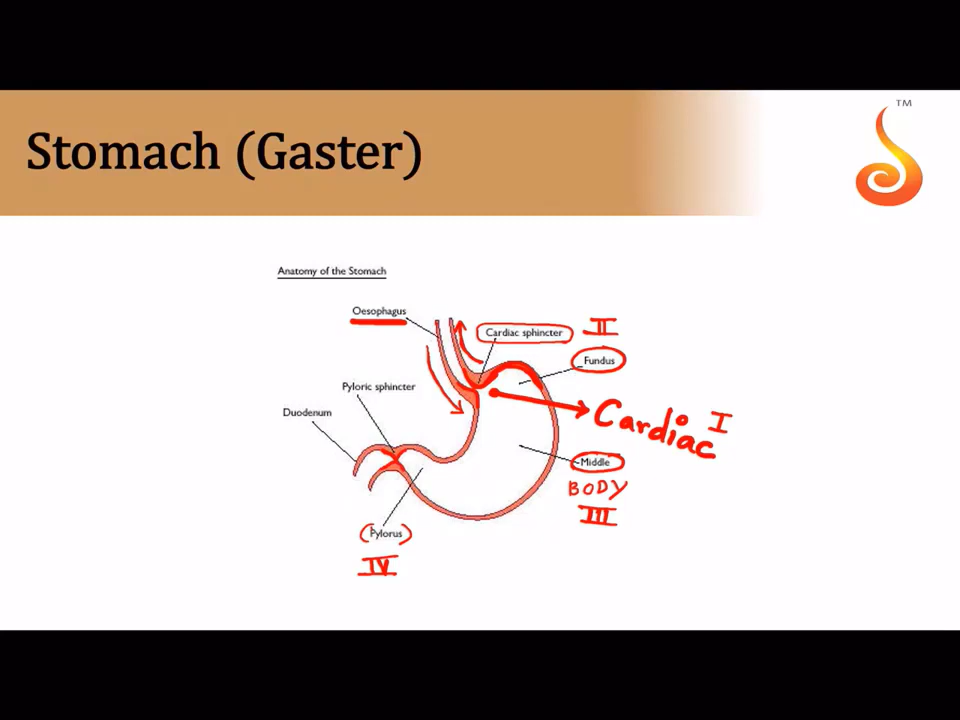 Stomach (Gaster)
TM
Anatomy of the Stomach
Oesophagus
Cardiac sphincter II
Fundus
Pyloric sphincter
Duodenum
Cardiac I
Middle
BODY
III
Pylorus
IV